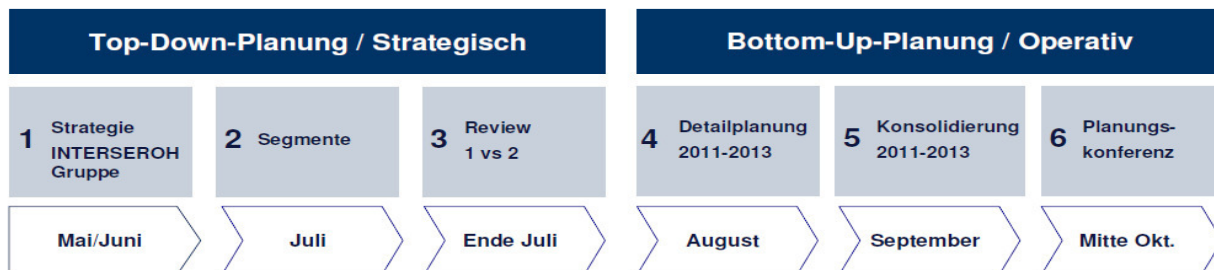 Top-Down-Planung / Strategisch
Bottom-Up-Planung / Operativ
1 Strategie
INTERSEROH
Gruppe
2 Segmente
3 Review
1 vs 2
4 Detailplanung
2011-2013
5 Konsolidierung
2011-2013
6 Planungs-
konferenz
Mai/Juni
Juli
Ende Juli
August
September
Mitte Okt.